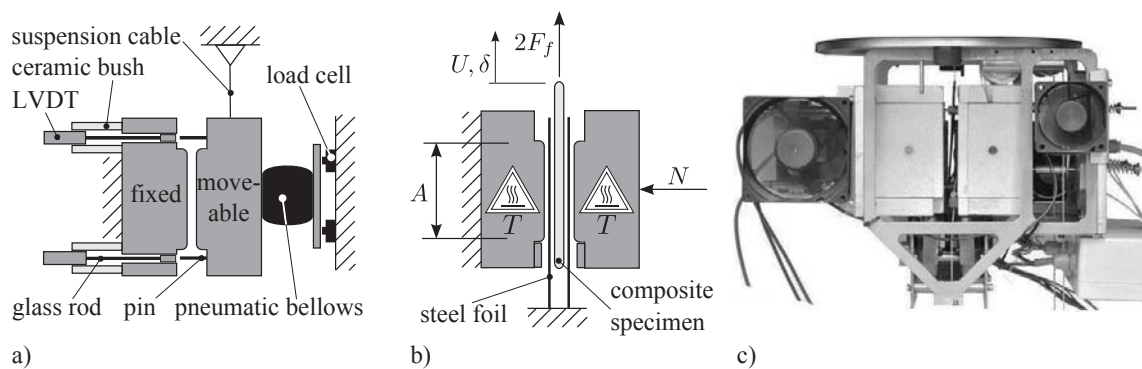 suspension cable
ceramic bush
LVDT
load cell
fixed
move-
able
glass rod
pin
pneumatic bellows
a)
U, δ
2F_f
A
T
T
N
steel foil
composite
specimen
b)
c)